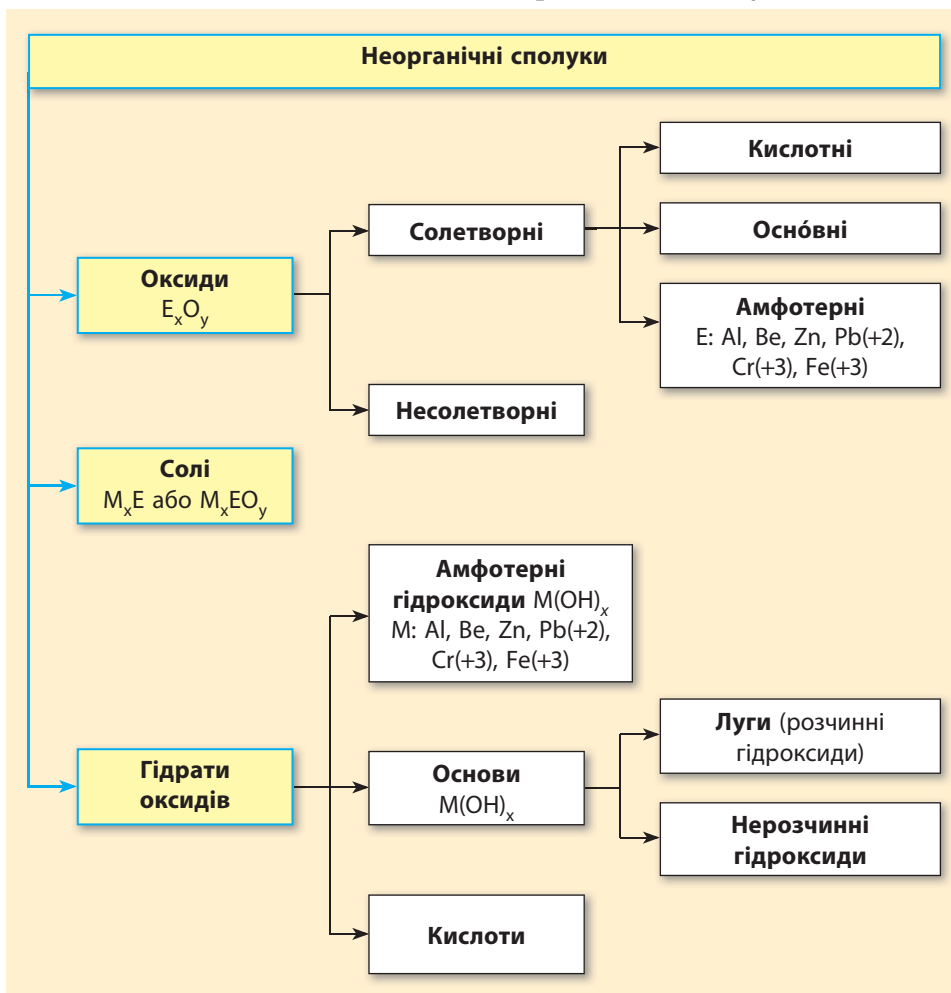 Неорганічні сполуки
Кислотні
Солетворні
Осно́вні
Оксиди
ExOy
Амфотерні
E: Al, Be, Zn, Pb(+2),
Cr(+3), Fe(+3)
Несолетворні
Солі
MxE або MxEOy
Амфотерні
гідроксиди M(OH)x
M: Al, Be, Zn, Pb(+2),
Cr(+3), Fe(+3)
Гідрати
оксидів
Основи
M(OH)x
Луги (розчинні
гідроксиди)
Нерозчинні
гідроксиди
Кислоти